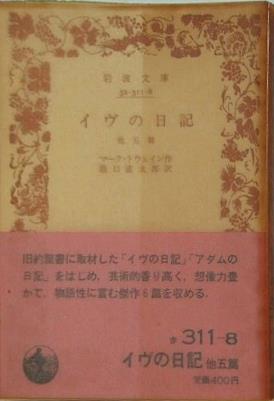 岩波文庫
32-311-8
イヴの日記
他五篇
マーク・トウェイン作
龍口直太郎訳
旧約聖書に取材した「イヴの日記」「アダムの
日記」をはじめ、芸術的香り高く、想像力豊
かで、物語性に富む傑作6篇を収める。
赤 311-8
イヴの日記 他五篇
定価400円